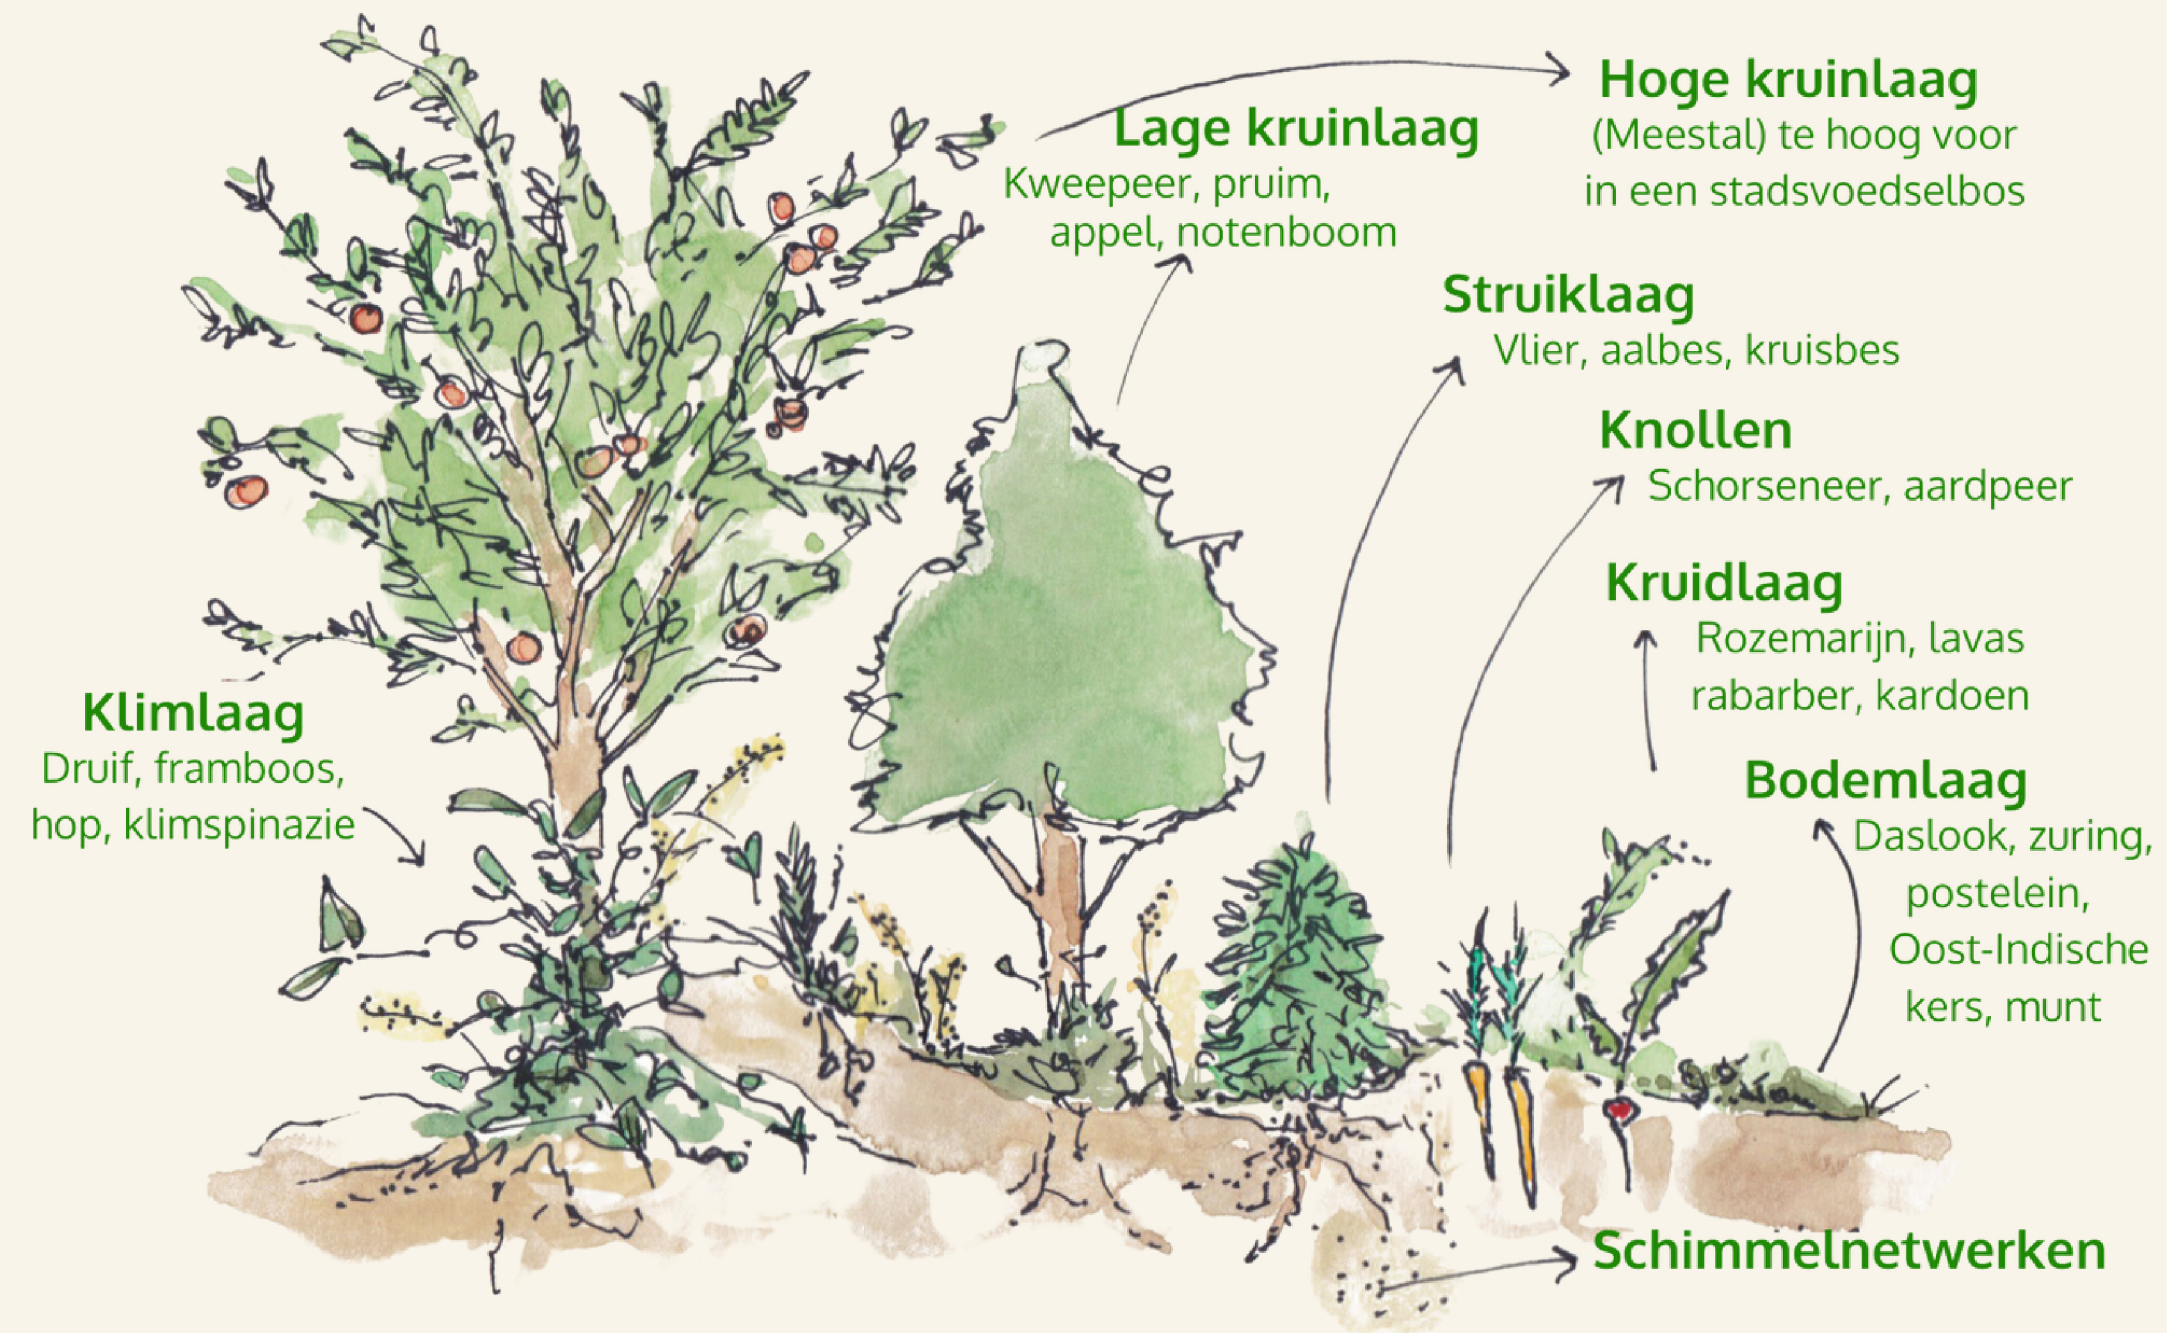 Hoge kruinlaag
(Meestal) te hoog voor
in een stadsvoedselbos
Lage kruinlaag
Kweepeer, pruim,
appel, notenboom
Struiklaag
Vlier, aalbes, kruisbes
Knollen
Schorseneer, aardpeer
Kruidlaag
Rozemarijn, lavas
rabarber, kardoen
Klimlaag
Druif, framboos,
hop, klimspinazie
Bodemlaag
Daslook, zuring,
postelein,
Oost-Indische
kers, munt
Schimmelnetwerken